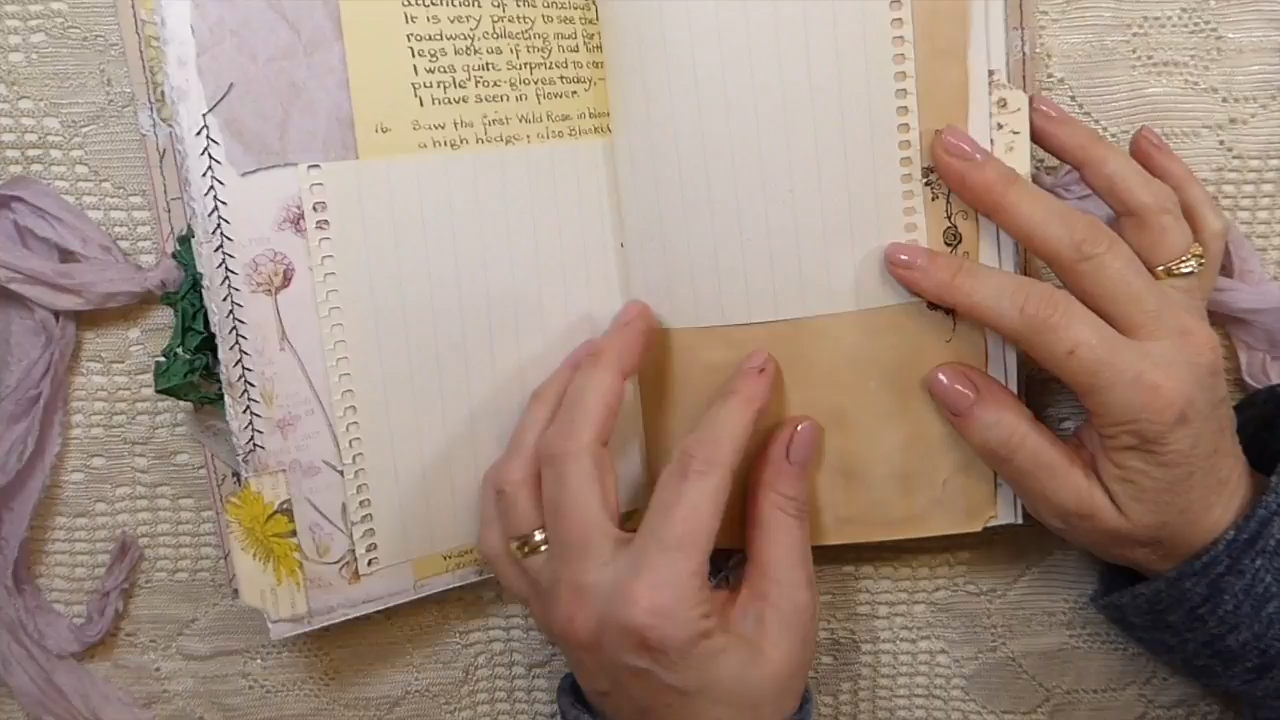 attention of the anxious
It is very pretty to see the
roadway, collecting mud for
legs look as if they had litt
I was quite surprized to
purple Fox-gloves today,-
I have seen in flower.
16. Saw the first Wild Rose in bloo
a high hedge; also